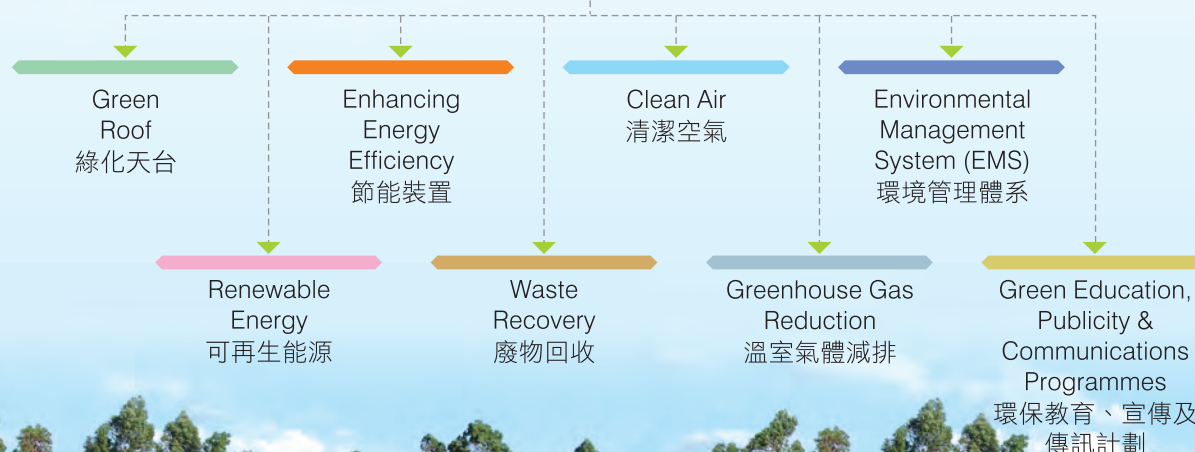 Green
Roof
綠化天台
Enhancing
Energy
Efficiency
節能裝置
Clean Air
清潔空氣
Environmental
Management
System (EMS)
環境管理體系
Renewable
Energy
可再生能源
Waste
Recovery
廢物回收
Greenhouse Gas
Reduction
溫室氣體減排
Green Education,
Publicity &
Communications
Programmes
環保教育、宣傳及
傳訊計劃